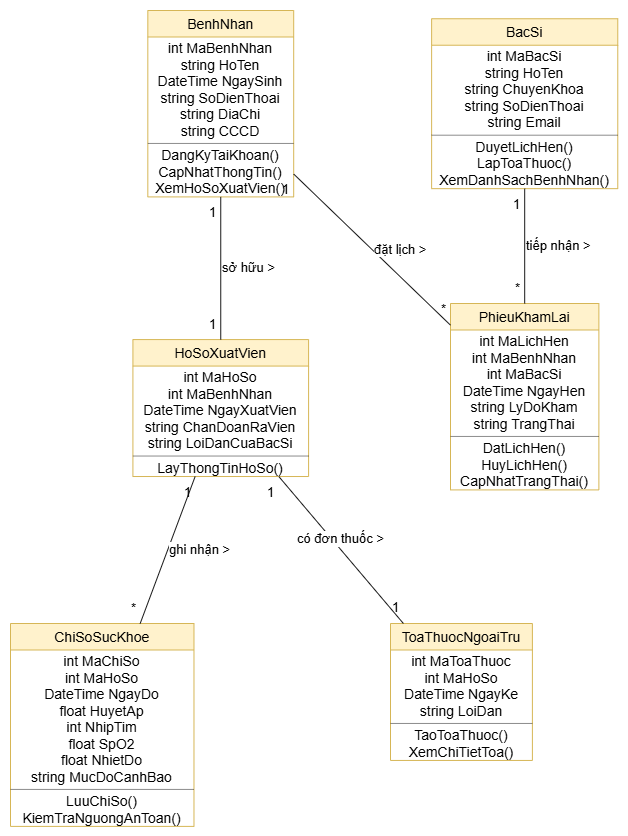 BenhNhan
int MaBenhNhan
string HoTen
DateTime NgaySinh
string SoDienThoai
string DiaChi
string CCCD
DangKyTaiKhoan()
CapNhatThongTin()
XemHoSoXuatVien()
1
BacSi
int MaBacSi
string HoTen
string ChuyenKhoa
string SoDienThoai
string Email
DuyetLichHen()
LapToaThuoc()
XemDanhSachBenhNhan()
1
sở hữu >
1
đặt lịch >
*
1
tiếp nhận >
*
HoSoXuatVien
int MaHoSo
int MaBenhNhan
DateTime NgayXuatVien
string ChanDoanRaVien
string LoiDanCuaBacSi
LayThongTinHoSo()
PhieuKhamLai
int MaLichHen
int MaBenhNhan
int MaBacSi
DateTime NgayHen
string LyDoKham
string TrangThai
DatLichHen()
HuyLichHen()
CapNhatTrangThai()
1
ghi nhận >
*
1
có đơn thuốc >
1
ChiSoSucKhoe
int MaChiSo
int MaHoSo
DateTime NgayDo
float HuyetAp
int NhipTim
float SpO2
float NhietDo
string MucDoCanhBao
LuuChiSo()
KiemTraNguongAnToan()
ToaThuocNgoaiTru
int MaToaThuoc
int MaHoSo
DateTime NgayKe
string LoiDan
TaoToaThuoc()
XemChiTietToa()